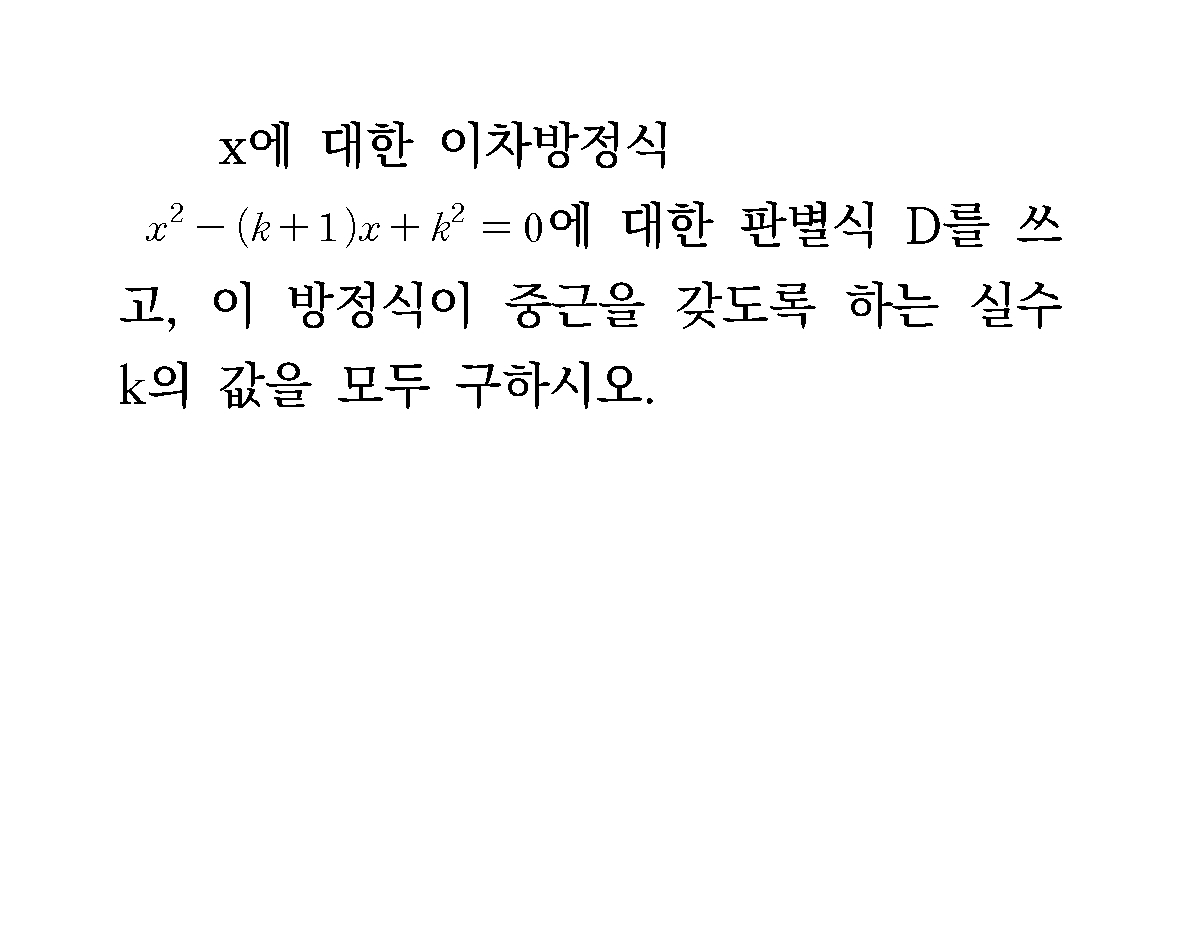 x에 대한 이차방정식
x² − (k+1)x + k² = 0에 대한 판별식 D를 쓰
고, 이 방정식이 중근을 갖도록 하는 실수
k의 값을 모두 구하시오.